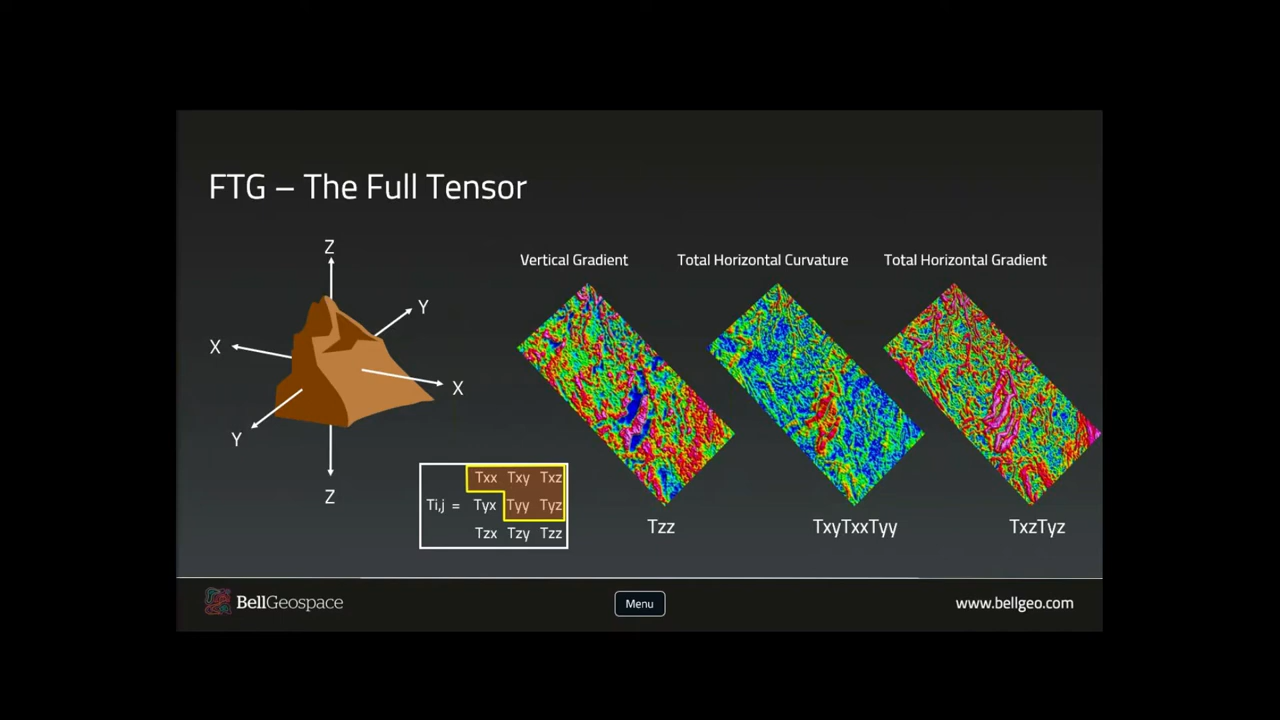 FTG – The Full Tensor
Z
Y
X
X
Y
Z
Vertical Gradient
Total Horizontal Curvature
Total Horizontal Gradient
Txx Txy Txz
Ti,j = Tyx Tyy Tyz
Tzx Tzy Tzz
Tzz
TxyTxxTyy
TxzTyz
BellGeospace
Menu
www.bellgeo.com